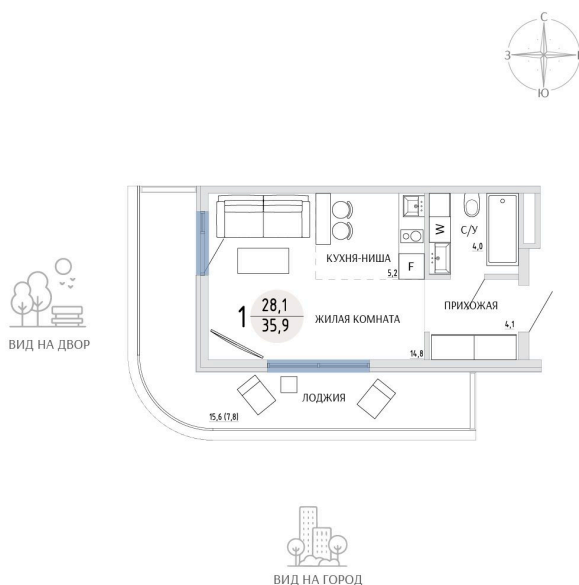 С
З
В
Ю
КУХНЯ-НИША
5,2
W
С/У
4,0
F
ПРИХОЖАЯ
4,1
1
28,1
35,9
ЖИЛАЯ КОМНАТА
14,8
ВИД НА ДВОР
ЛОДЖИЯ
15,6 (7,8)
ВИД НА ГОРОД